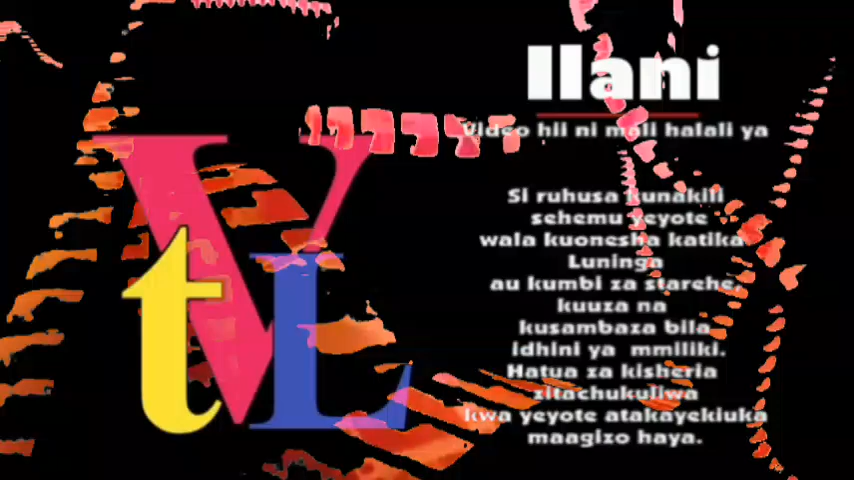 VtL
Ilani
Video hii ni mali halali ya
Si ruhusa kunakili
sehemu yeyote
wala kuonesha katika
Luninga
au kumbi za starehe,
kuuza na
kusambaza bila
idhini ya mmiliki.
Hatua za kisheria
zitachukuliwa
kwa yeyote atakayekiuka
maagizo haya.